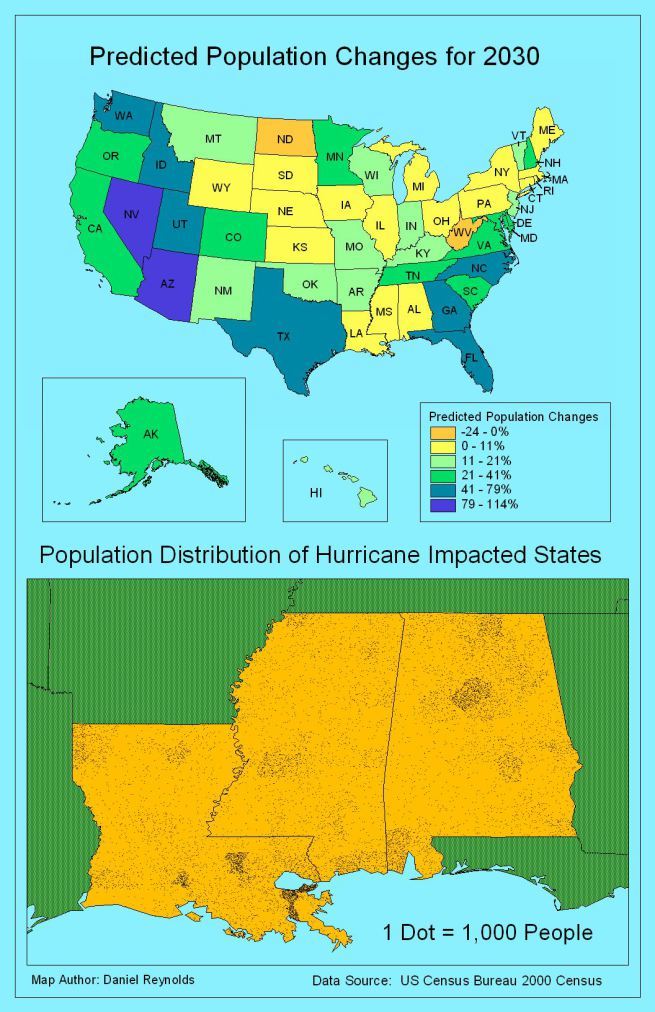 Predicted Population Changes for 2030
WA
MT
ND
MN
VT
ME
OR
ID
SD
WI
NY
NH
WY
MI
MA
RI
CT
NV
NE
IA
PA
NJ
UT
IL
IN
OH
DE
CA
CO
KS
MO
WV
VA
MD
KY
AZ
NM
OK
AR
TN
NC
SC
TX
MS
AL
GA
LA
FL
AK
HI
Predicted Population Changes
-24 - 0%
0 - 11%
11 - 21%
21 - 41%
41 - 79%
79 - 114%
Population Distribution of Hurricane Impacted States
1 Dot = 1,000 People
Map Author: Daniel Reynolds
Data Source: US Census Bureau 2000 Census